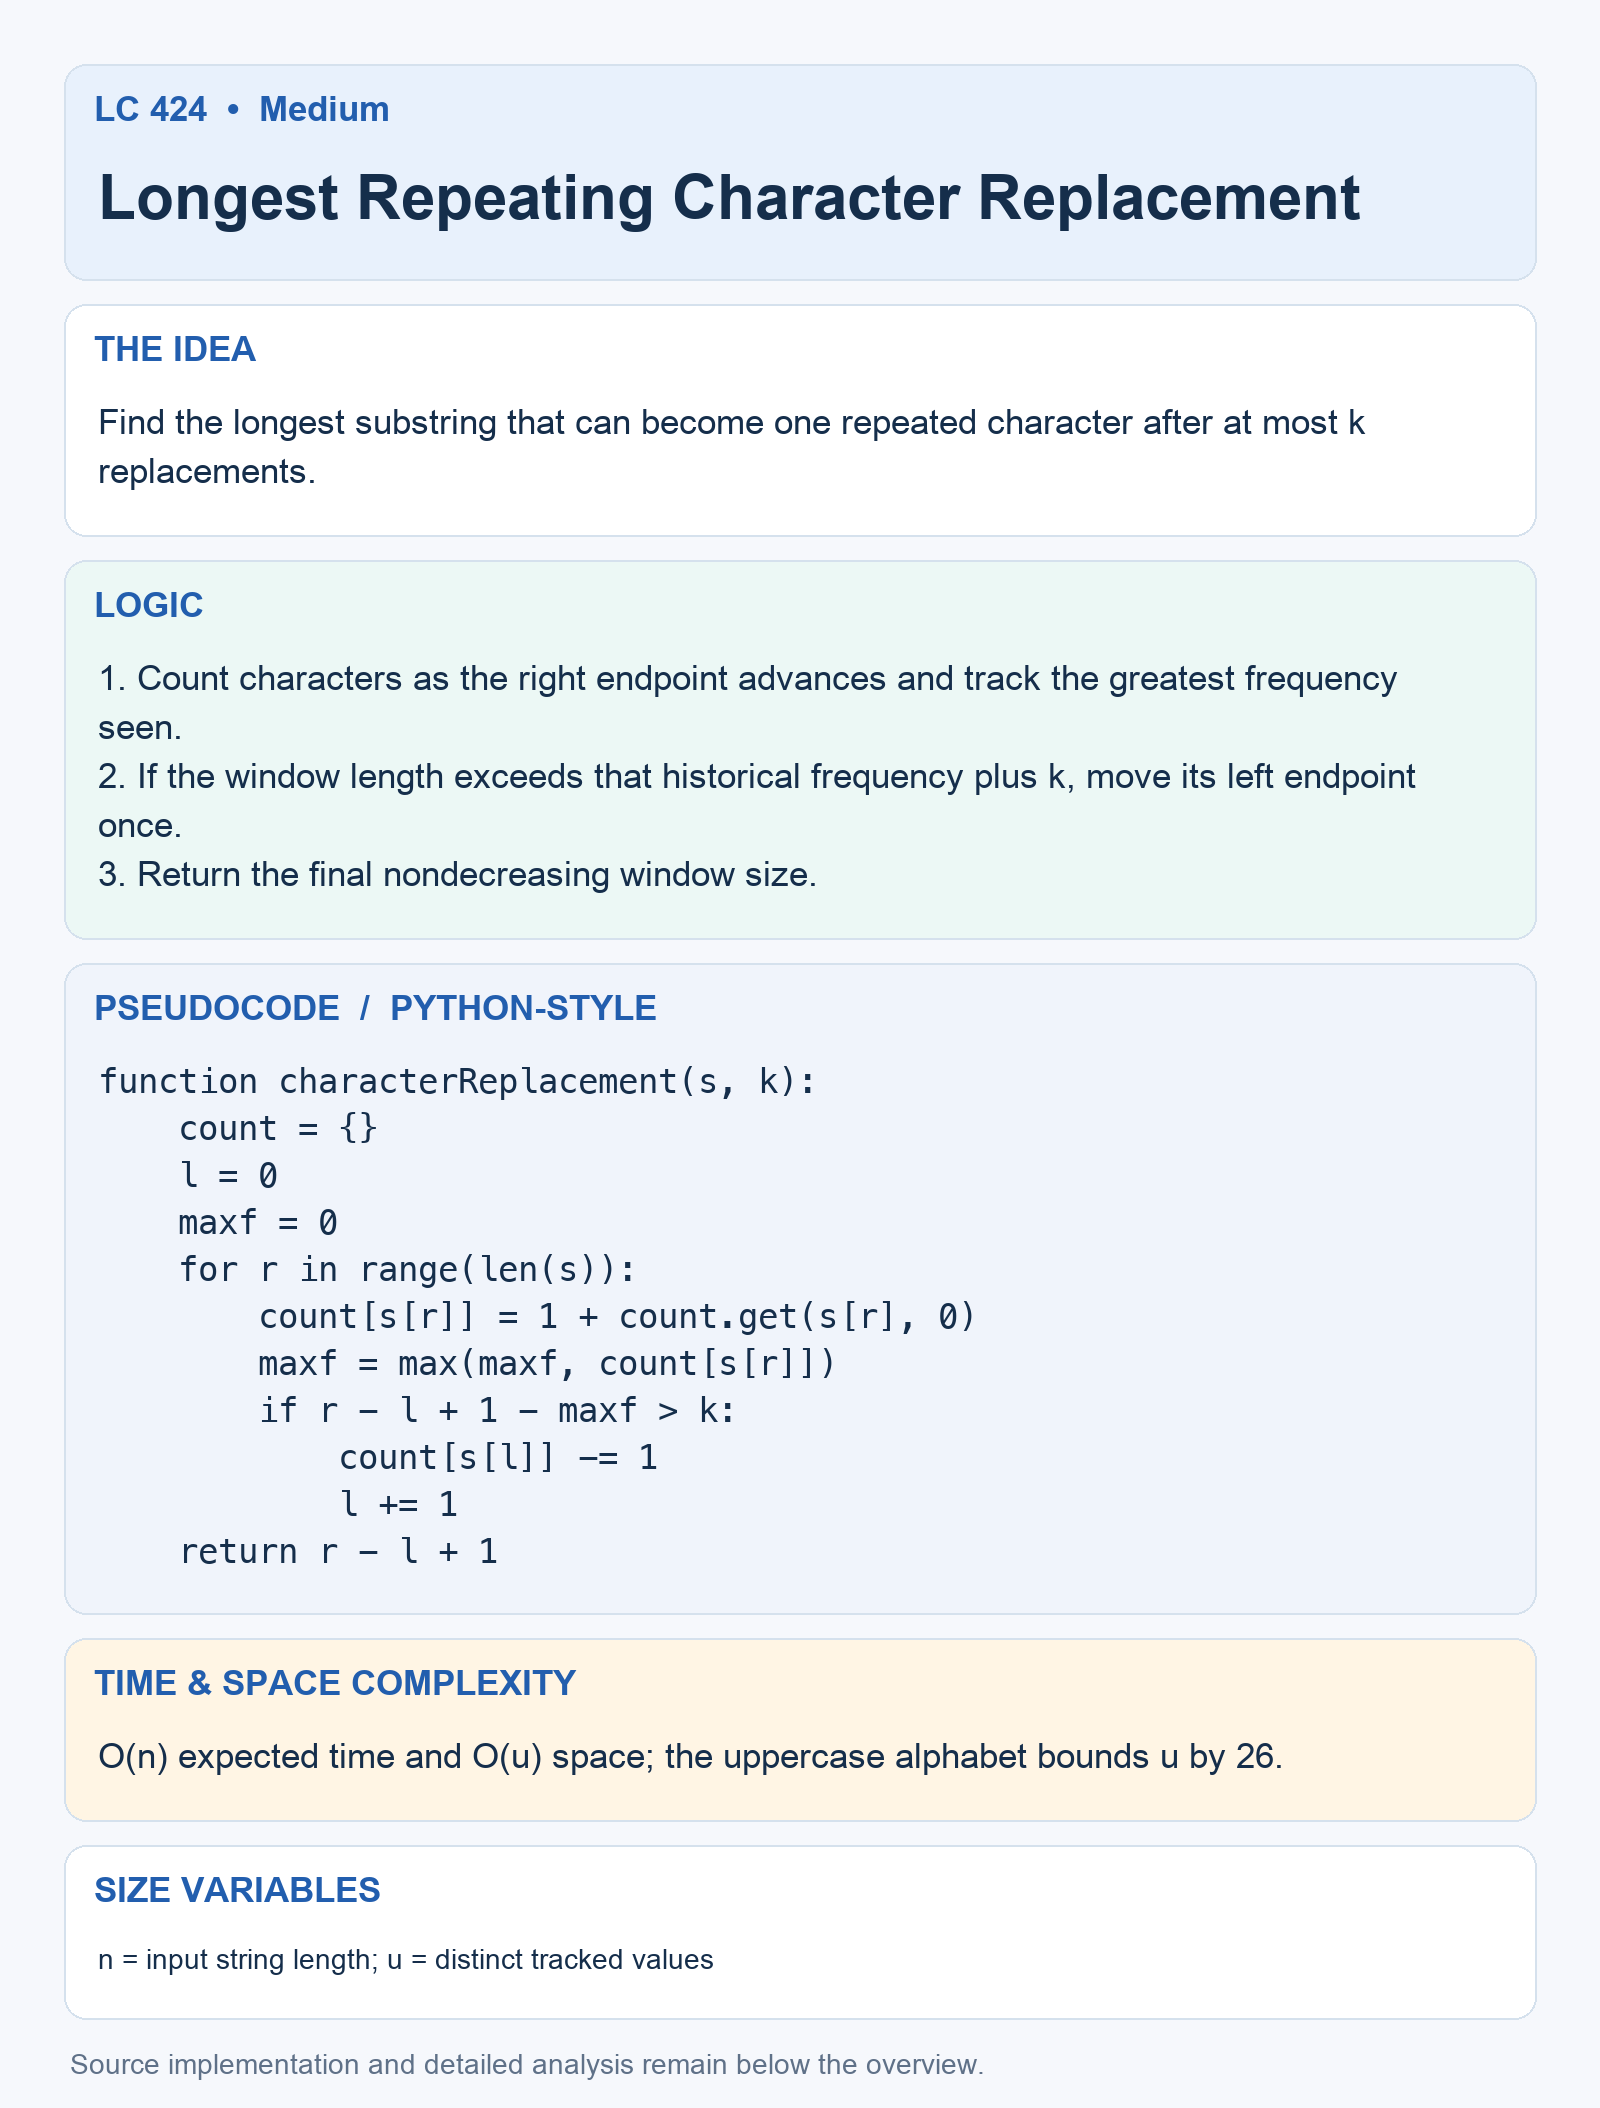 LC 424 • Medium
Longest Repeating Character Replacement
THE IDEA
Find the longest substring that can become one repeated character after at most k
replacements.
LOGIC
1. Count characters as the right endpoint advances and track the greatest frequency
seen.
2. If the window length exceeds that historical frequency plus k, move its left endpoint
once.
3. Return the final nondecreasing window size.
PSEUDOCODE / PYTHON-STYLE
function characterReplacement(s, k):
    count = {}
    l = 0
    maxf = 0
    for r in range(len(s)):
        count[s[r]] = 1 + count.get(s[r], 0)
        maxf = max(maxf, count[s[r]])
        if r − l + 1 − maxf > k:
            count[s[l]] −= 1
            l += 1
    return r − l + 1
TIME & SPACE COMPLEXITY
O(n) expected time and O(u) space; the uppercase alphabet bounds u by 26.
SIZE VARIABLES
n = input string length; u = distinct tracked values
Source implementation and detailed analysis remain below the overview.